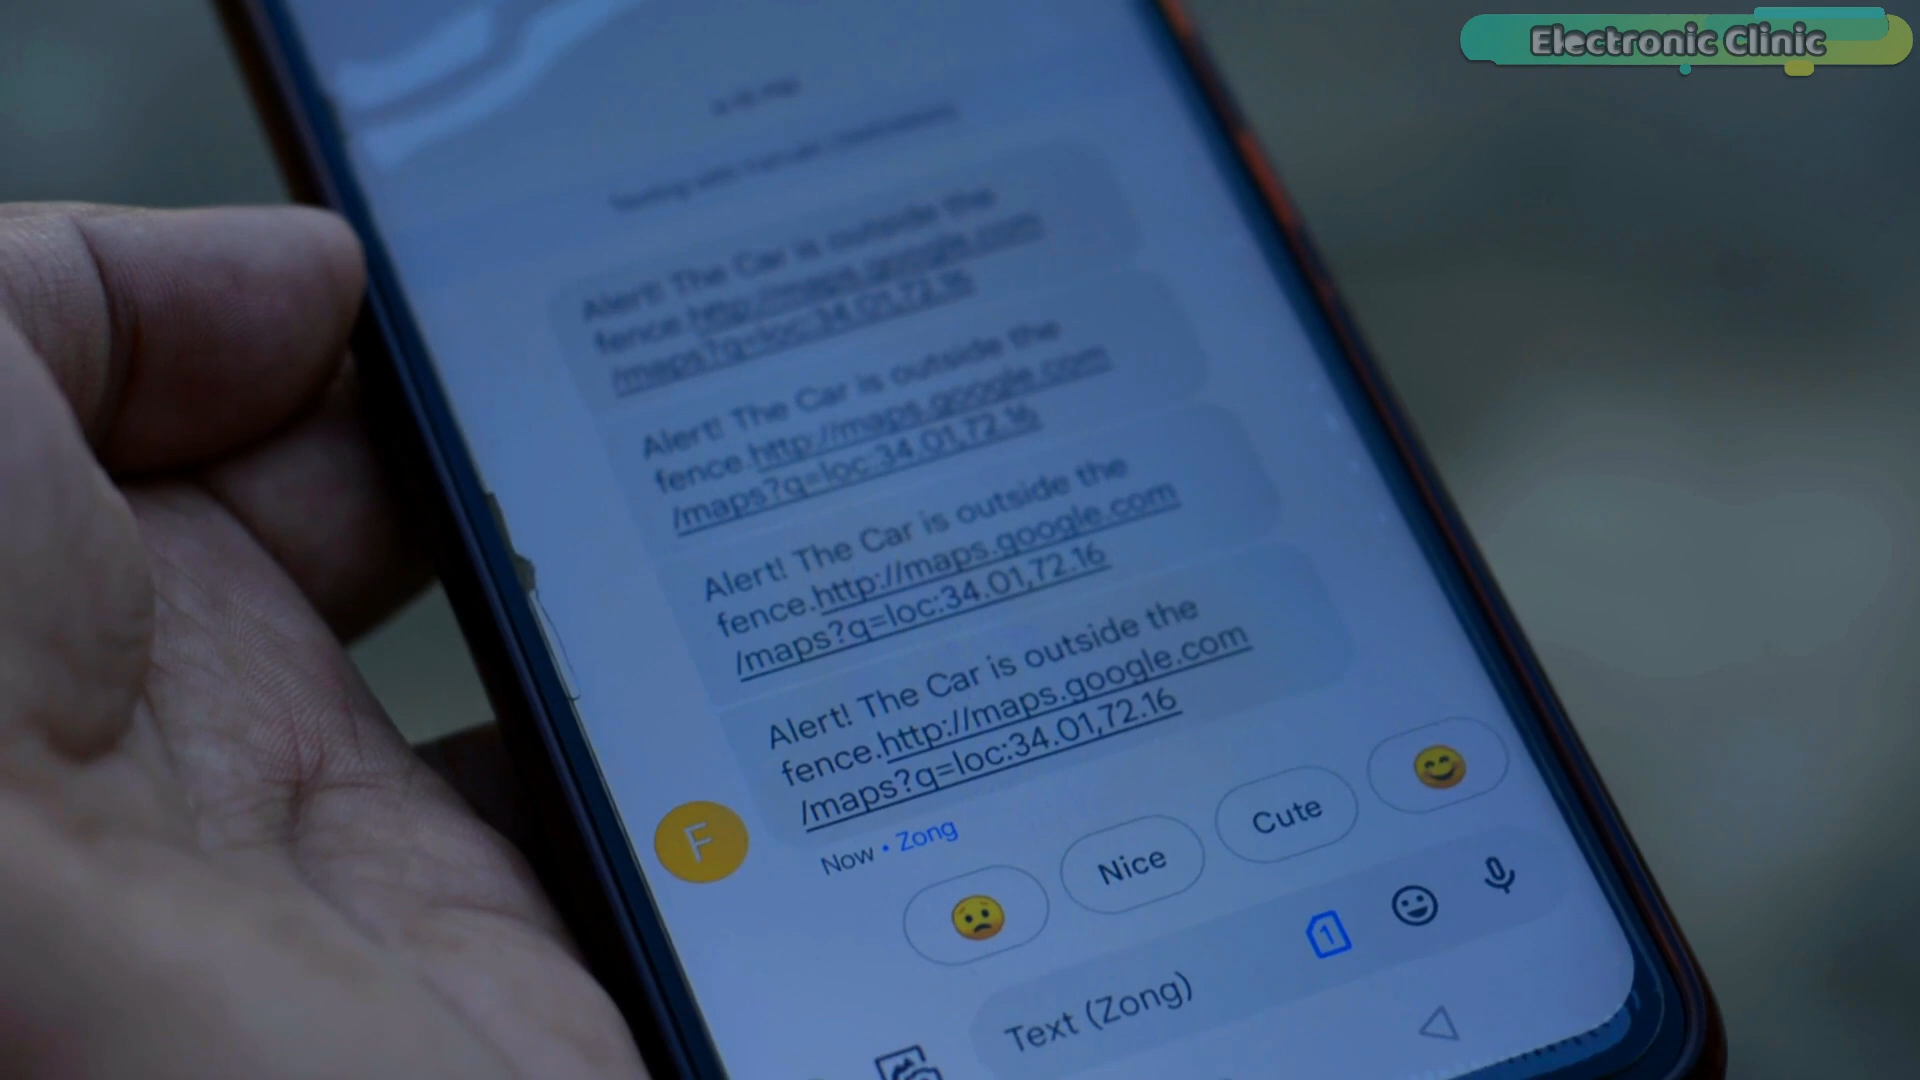 Electronic Clinic
Alert! The Car is outside the
fence.http://maps.google.com
/maps?q=loc:34.01,72.16
Alert! The Car is outside the
fence.http://maps.google.com
/maps?q=loc:34.01,72.16
Alert! The Car is outside the
fence.http://maps.google.com
/maps?q=loc:34.01,72.16
Alert! The Car is outside the
fence.http://maps.google.com
/maps?q=loc:34.01,72.16
F
Now • Zong
Nice
Cute
1
Text (Zong)